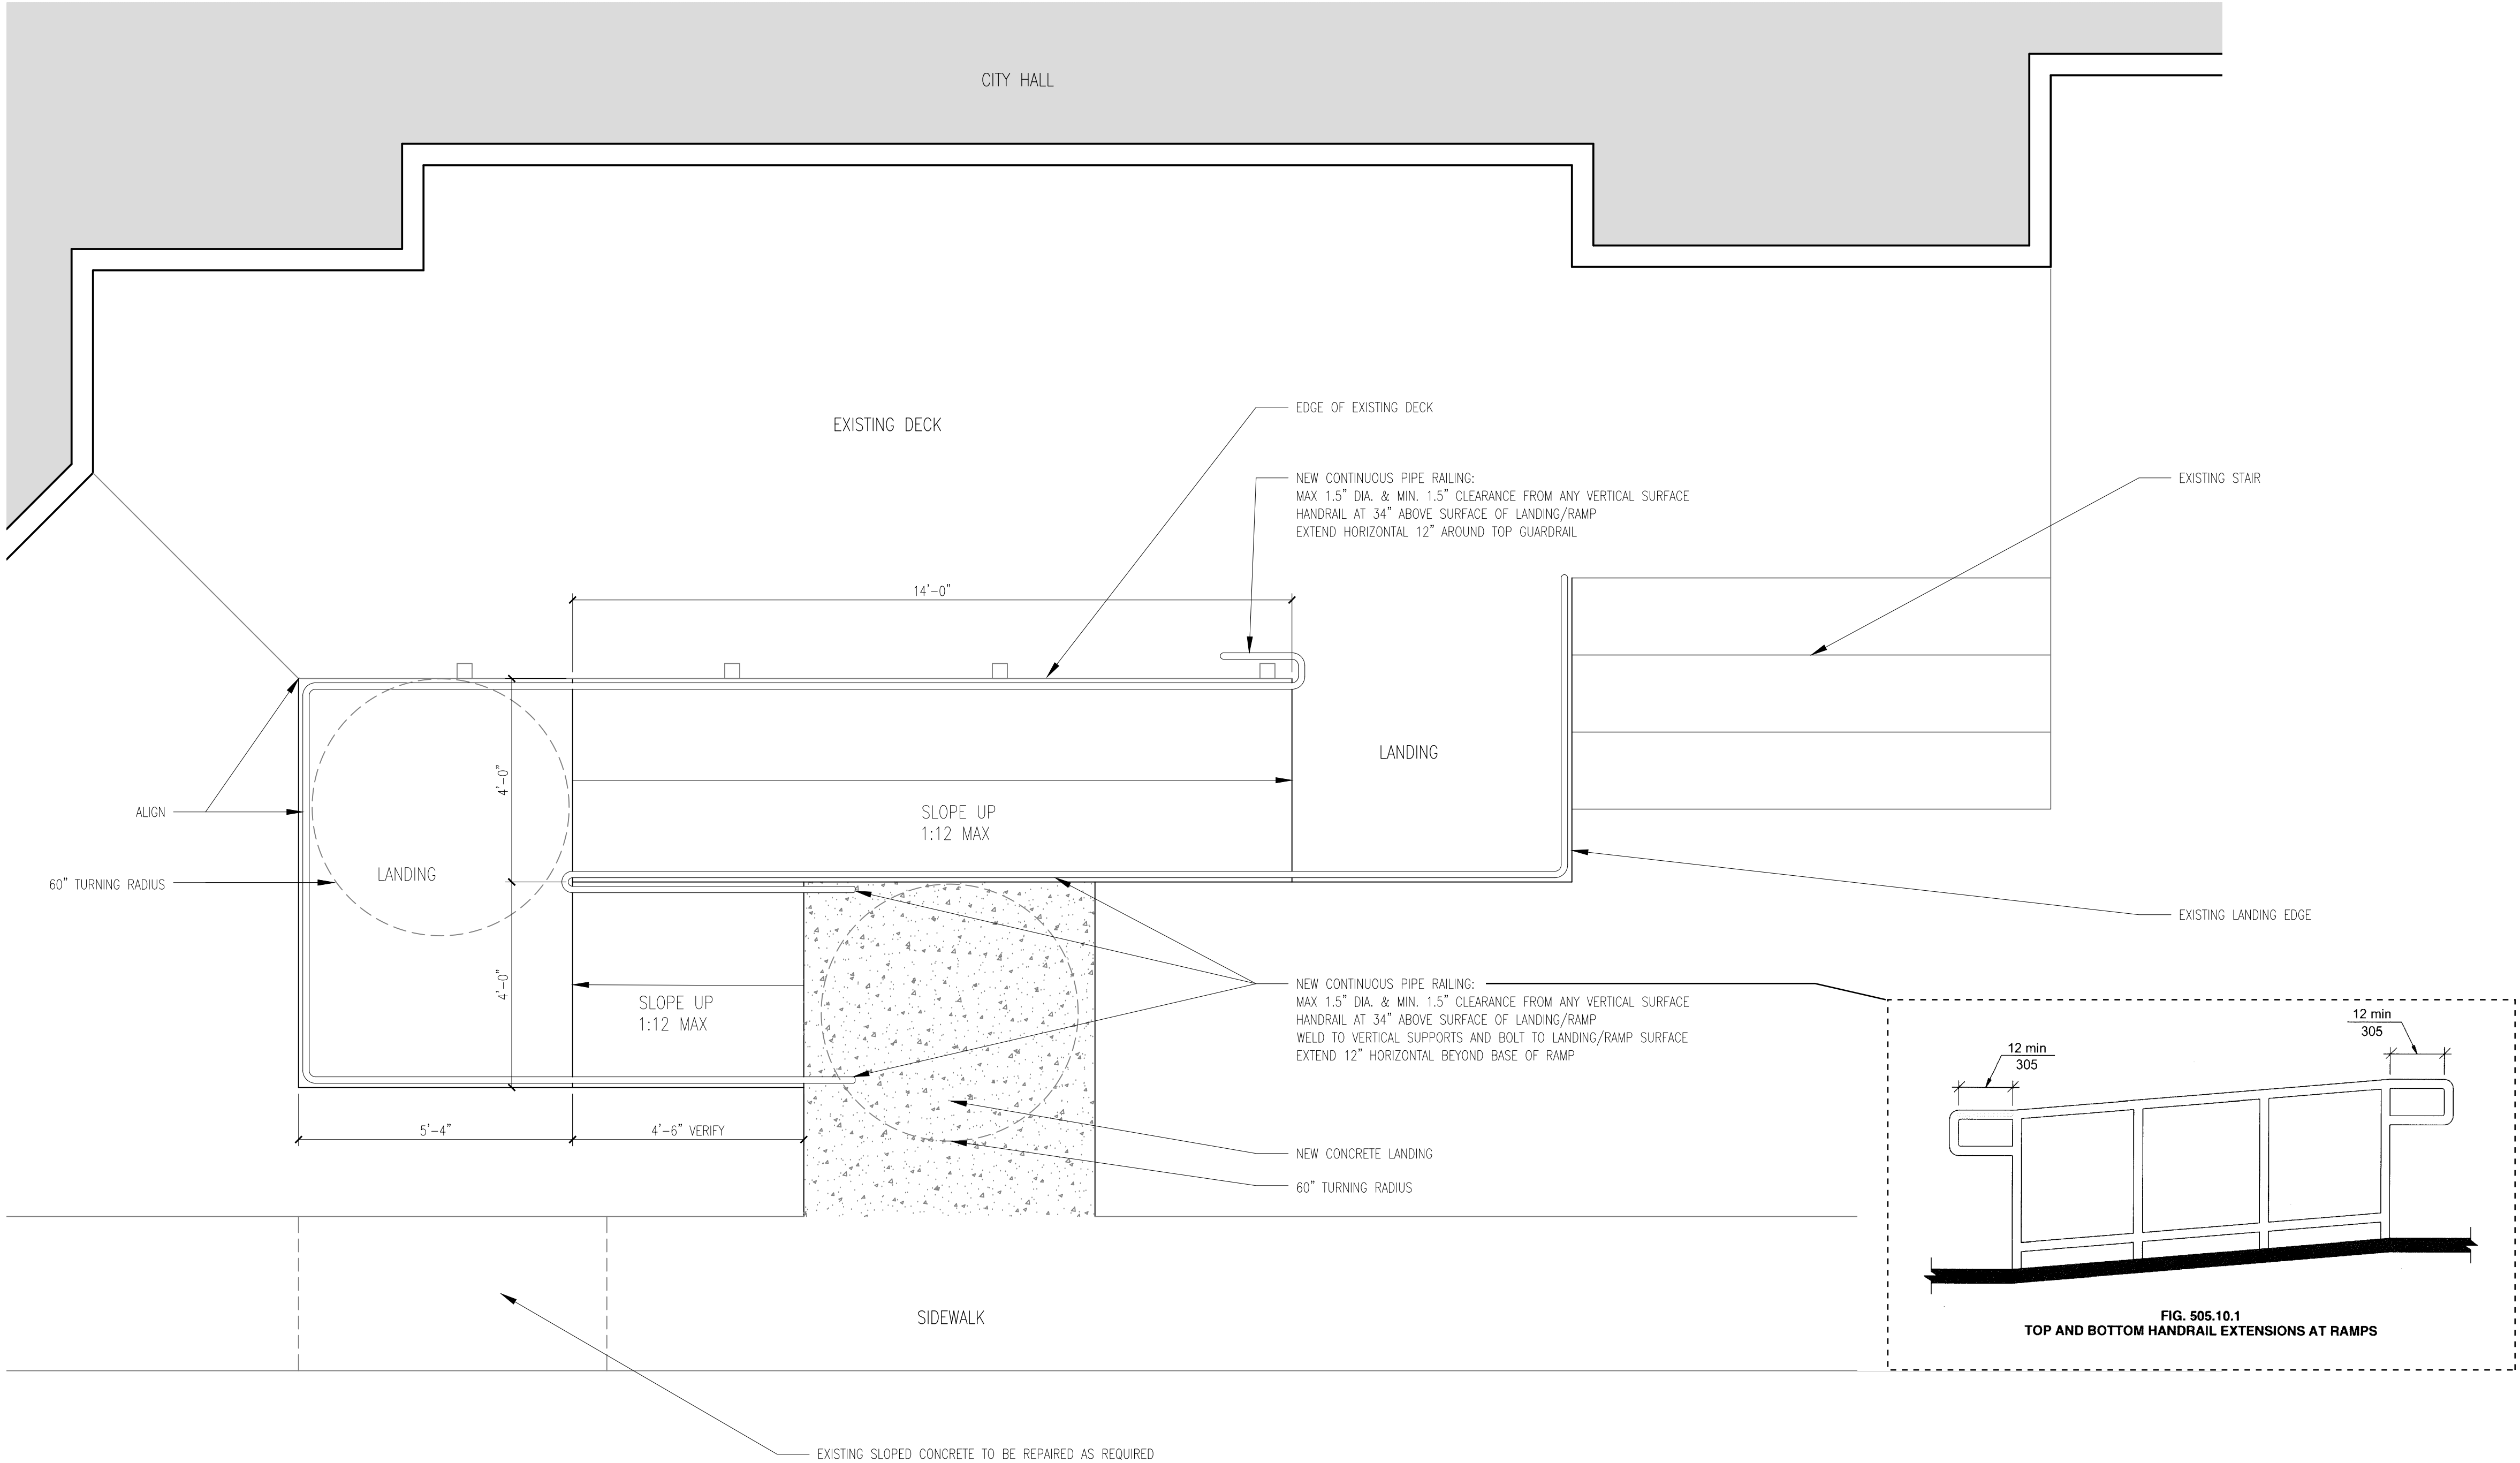 CITY HALL
EXISTING DECK
EDGE OF EXISTING DECK
NEW CONTINUOUS PIPE RAILING:
MAX 1.5" DIA. & MIN. 1.5" CLEARANCE FROM ANY VERTICAL SURFACE
HANDRAIL AT 34" ABOVE SURFACE OF LANDING/RAMP
EXTEND HORIZONTAL 12" AROUND TOP GUARDRAIL
EXISTING STAIR
14'-0"
LANDING
4'-0"
SLOPE UP
1:12 MAX
ALIGN
LANDING
60" TURNING RADIUS
EXISTING LANDING EDGE
4'-0"
SLOPE UP
1:12 MAX
NEW CONTINUOUS PIPE RAILING:
MAX 1.5" DIA. & MIN. 1.5" CLEARANCE FROM ANY VERTICAL SURFACE
HANDRAIL AT 34" ABOVE SURFACE OF LANDING/RAMP
WELD TO VERTICAL SUPPORTS AND BOLT TO LANDING/RAMP SURFACE
EXTEND 12" HORIZONTAL BEYOND BASE OF RAMP
12 min
305
12 min
305
5'-4"
4'-6" VERIFY
NEW CONCRETE LANDING
60" TURNING RADIUS
SIDEWALK
FIG. 505.10.1
TOP AND BOTTOM HANDRAIL EXTENSIONS AT RAMPS
EXISTING SLOPED CONCRETE TO BE REPAIRED AS REQUIRED